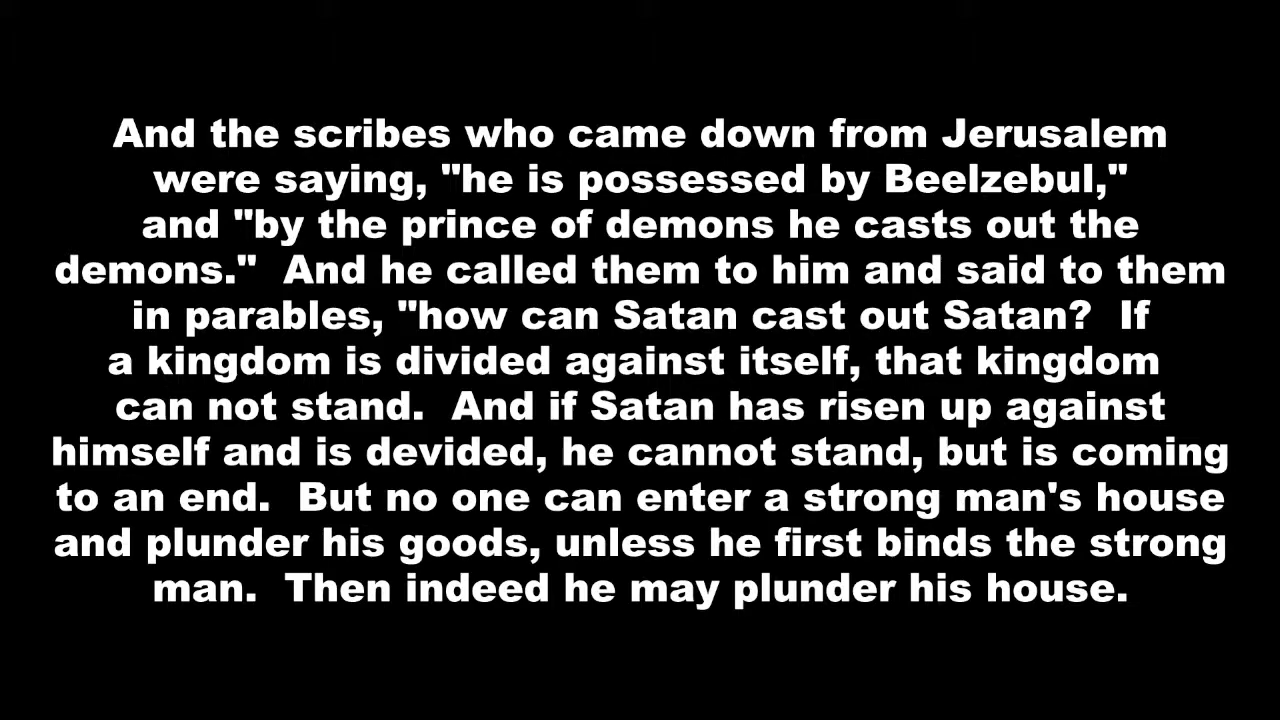 And the scribes who came down from Jerusalem
were saying, "he is possessed by Beelzebul,"
and "by the prince of demons he casts out the
demons."  And he called them to him and said to them
in parables, "how can Satan cast out Satan?  If
a kingdom is divided against itself, that kingdom
can not stand.  And if Satan has risen up against
himself and is devided, he cannot stand, but is coming
to an end.  But no one can enter a strong man's house
and plunder his goods, unless he first binds the strong
man.  Then indeed he may plunder his house.